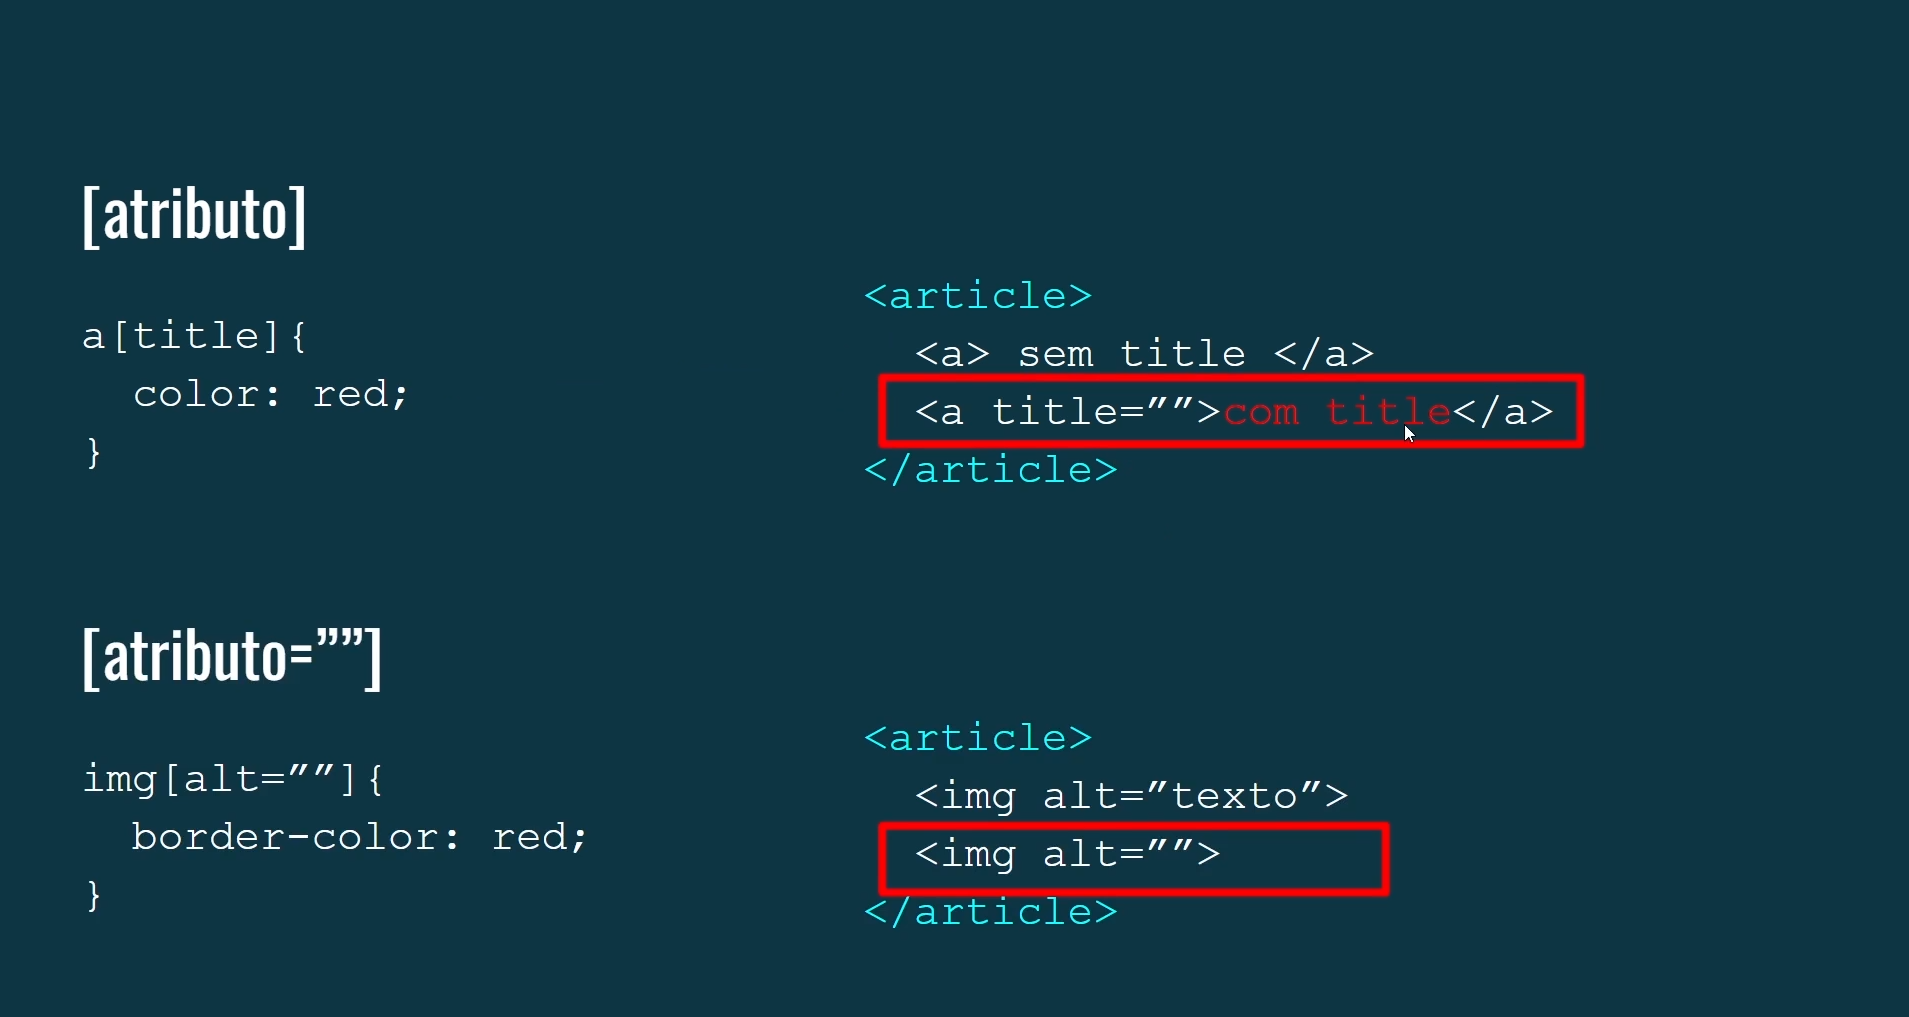 [atributo]
a[title]{
color: red;
}
<article>
<a> sem title </a>
<a title=””>com title</a>
</article>
[atributo=””]
img[alt=””]{
border-color: red;
}
<article>
<img alt=”texto”>
<img alt=””>
</article>